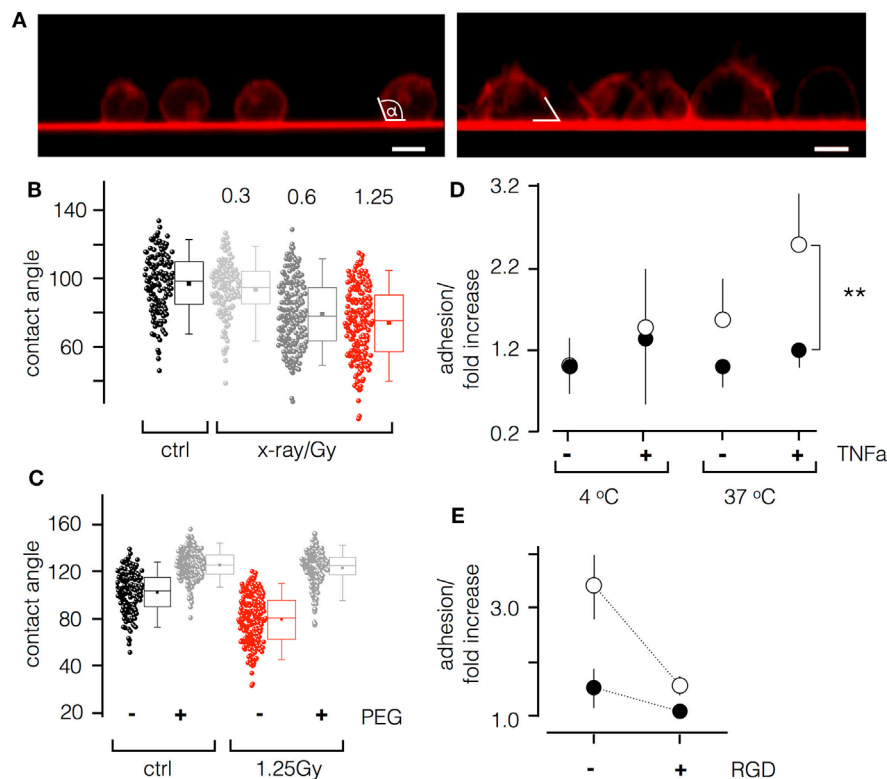 A
α
B
0.3 0.6 1.25
140
100
60
contact angle
ctrl x-ray/Gy
C
160
120
80
40
20
contact angle
- + - + PEG
ctrl 1.25Gy
D
3.2
2.2
1.2
0.2
adhesion/
fold increase
**
- + - + TNFa
4 ºC 37 ºC
E
3.0
1.0
adhesion/
fold increase
- + RGD